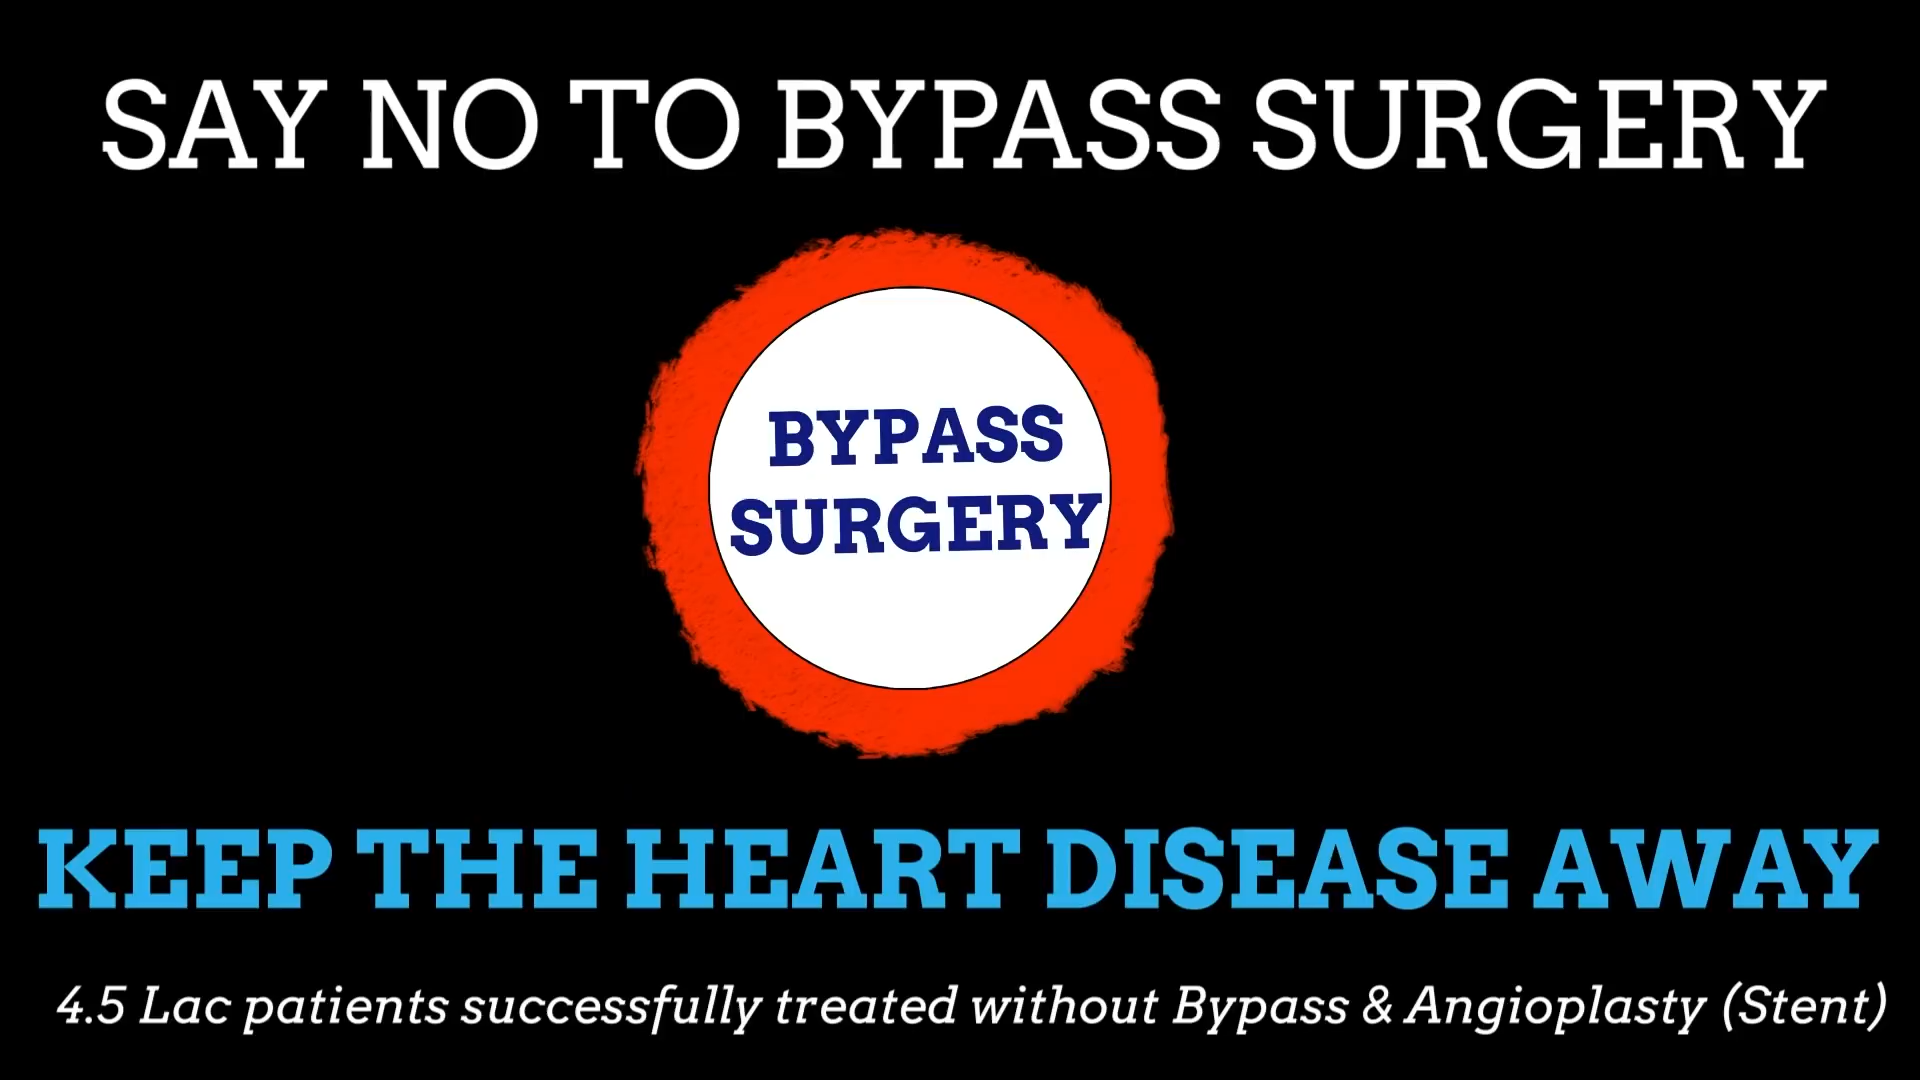 SAY NO TO BYPASS SURGERY
BYPASS
SURGERY
KEEP THE HEART DISEASE AWAY
4.5 Lac patients successfully treated without Bypass & Angioplasty (Stent)